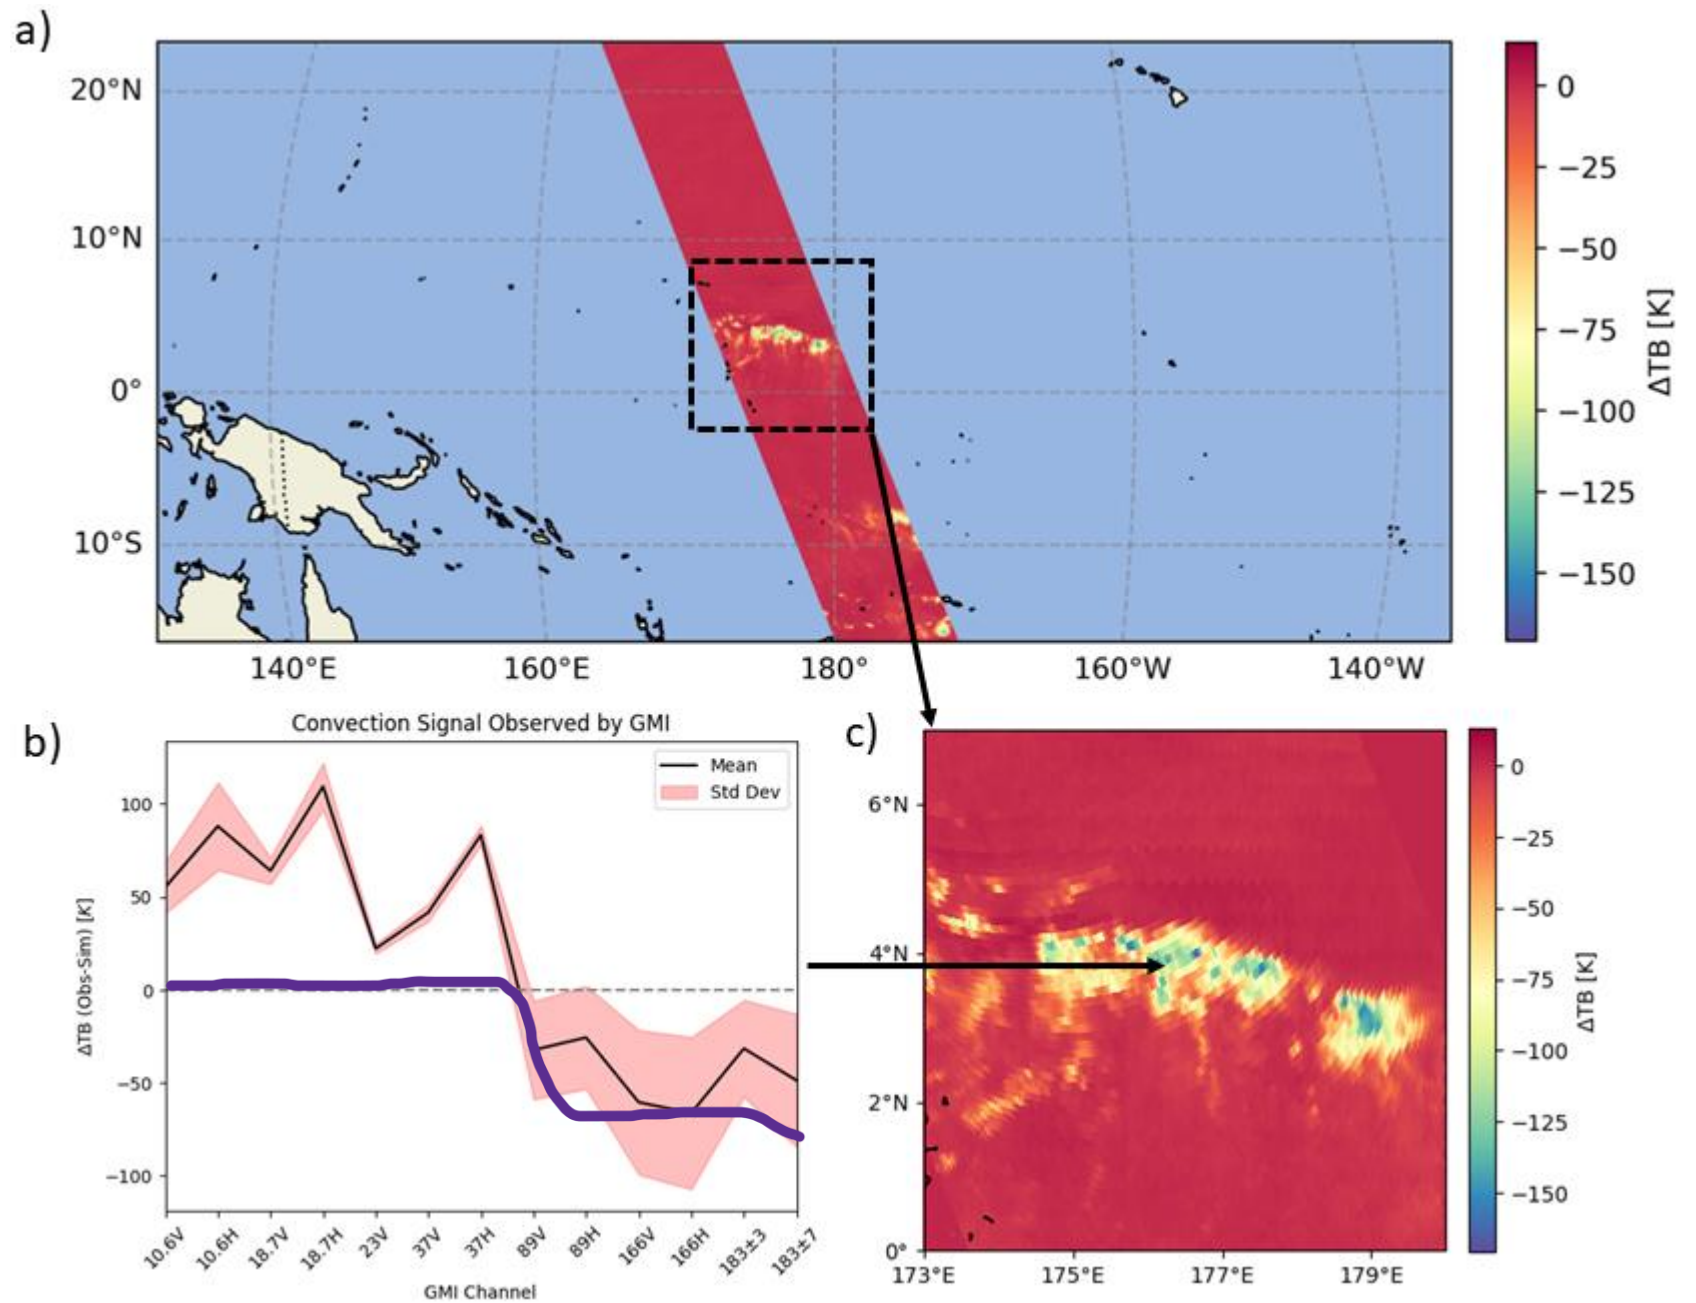 a)
20°N
10°N
0°
10°S
140°E 160°E 180° 160°W 140°W
0
−25
−50
−75
−100
−125
−150
ΔTB [K]
b)
Convection Signal Observed by GMI
Mean
Std Dev
100
50
0
−50
−100
ΔTB (Obs-Sim) [K]
10.6V 10.6H 18.7V 18.7H 23V 37V 37H 89V 89H 166V 166H 183±3 183±7
GMI Channel
c)
6°N
4°N
2°N
0°
173°E 175°E 177°E 179°E
0
−25
−50
−75
−100
−125
−150
ΔTB [K]